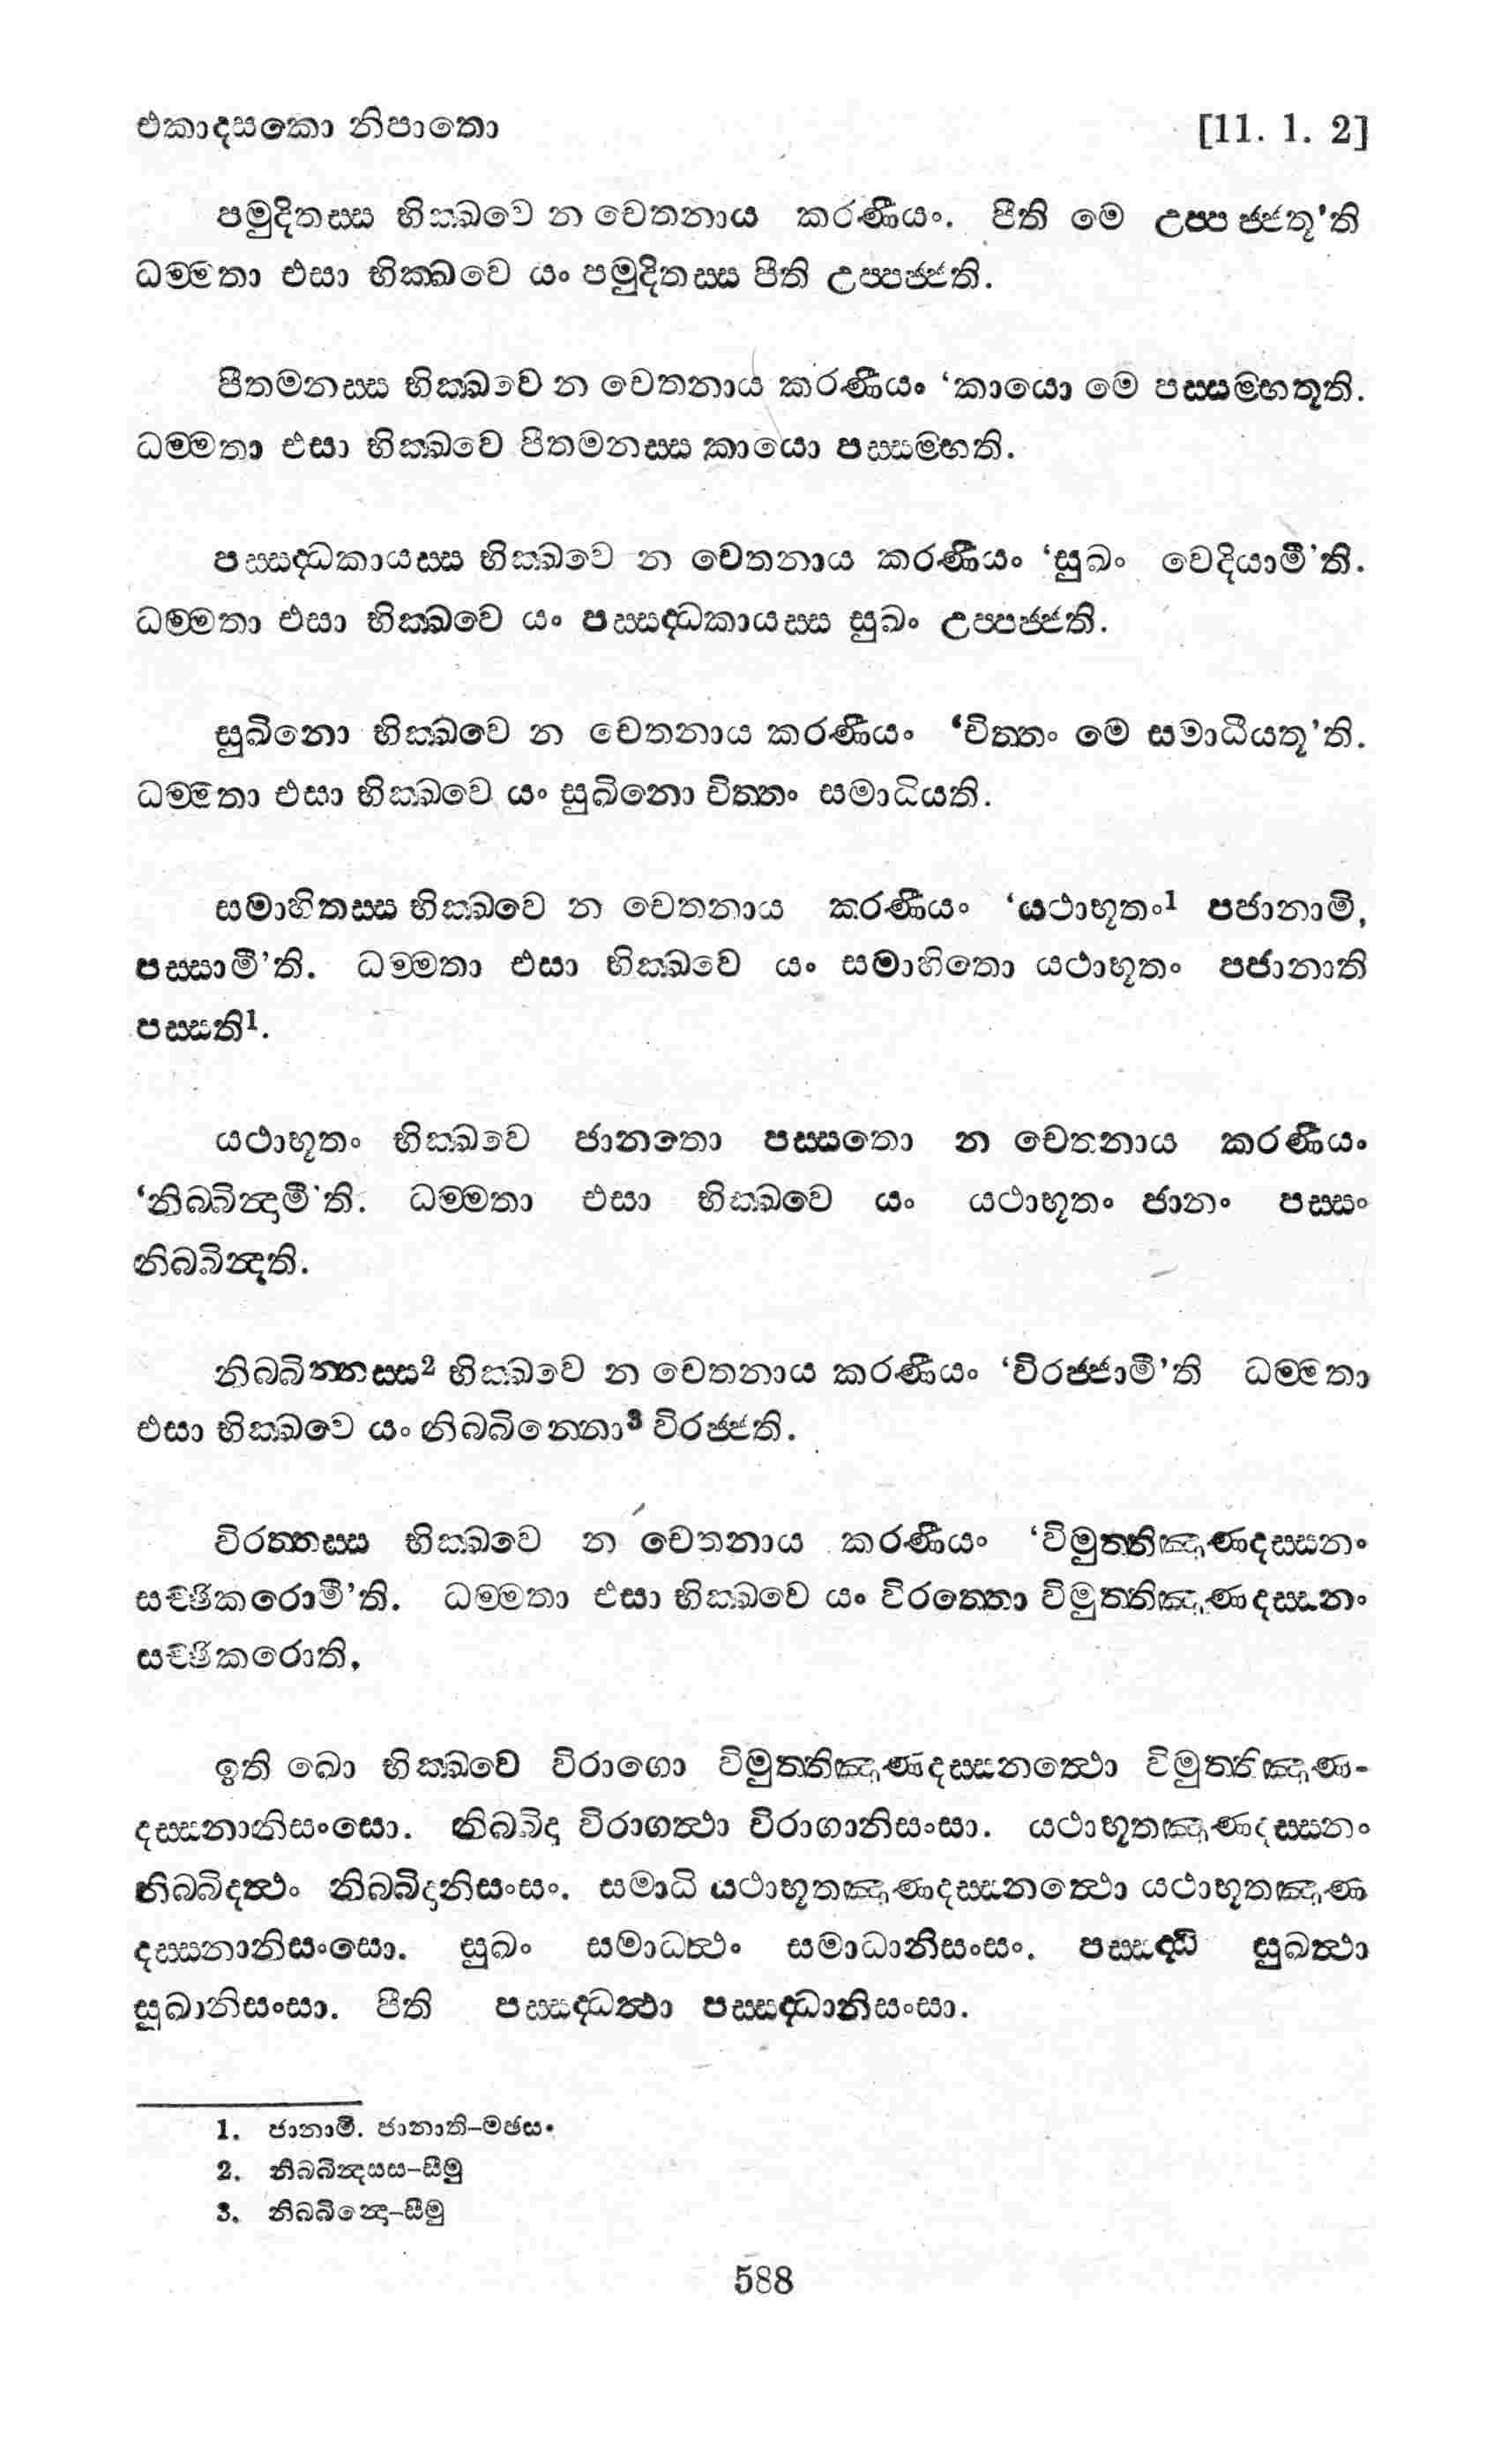 එකාදසකො නිපාතො [11. 1. 2]
පමුදිතස්ස භික්ඛවෙ න චෙතනාය කරණීයං. පීති මෙ උප්පජ්ජතූ'ති
ධම්මතා එසා භික්ඛවෙ යං පමුදිතස්ස පීති උප්පජ්ජති.
පීතමනස්ස භික්ඛවෙ න චෙතනාය කරණීයං ‘කායො මෙ පස්සම්භතූති.
ධම්මතා එසා භික්ඛවෙ පීතමනස්ස කායො පස්සම්භති.
පස්සද්ධකායස්ස භික්ඛවෙ න චෙතනාය කරණීයං ‘සුඛං වෙදියාමී’ති.
ධම්මතා එසා භික්ඛවෙ යං පස්සද්ධකායස්ස සුඛං උප්පජ්ජති.
සුඛිනො භික්ඛවෙ න චෙතනාය කරණීයං ‘චිත්තං මෙ සමාධීයතූ’ති.
ධම්මතා එසා භික්ඛවෙ යං සුඛිනො චිත්තං සමාධියති.
සමාහිතස්ස භික්ඛවෙ න චෙතනාය කරණීයං ‘යථාභූතං1 පජානාමි,
පස්සාමී’ති. ධම්මතා එසා භික්ඛවෙ යං සමාහිතො යථාභූතං පජානාති
පස්සති1.
යථාභූතං භික්ඛවෙ ජානතො පස්සතො න චෙතනාය කරණීයං
‘නිබ්බින්දාමී’ති. ධම්මතා එසා භික්ඛවෙ යං යථාභූතං ජානං පස්සං
නිබ්බින්දති.
නිබ්බිත්තස්ස2 භික්ඛවෙ න චෙතනාය කරණීයං ‘විරජ්ජාමී’ති ධම්මතා
එසා භික්ඛවෙ යං නිබ්බින්නො3 විරජ්ජති.
විරත්තස්ස භික්ඛවෙ න චෙතනාය කරණීයං ‘විමුත්තිඤාණදස්සනං
සච්ඡිකරොමී’ති. ධම්මතා එසා භික්ඛවෙ යං විරත්තො විමුත්තිඤාණදස්සනං
සච්ඡිකරොති,
ඉති ඛො භික්ඛවෙ විරාගො විමුත්තිඤාණදස්සනත්ථො විමුත්තිඤාණ-
දස්සනානිසංසො. නිබ්බිදා විරාගත්ථා විරාගානිසංසා. යථාභූතඤාණදස්සනං
නිබ්බිදත්ථං නිබ්බිදානිසංසං. සමාධි යථාභූතඤාණදස්සනත්ථො යථාභූතඤාණ
දස්සනානිසංසො. සුඛං සමාධත්ථං සමාධානිසංසං. පස්සද්ධි සුඛත්ථා
සුඛානිසංසා. පීති පස්සද්ධත්ථා පස්සද්ධානිසංසා.
1. ජානාමි. ජානාති–මඡසං
2. නිබ්බින්දස්ස–සීමු
3. නිබ්බින්දො–සීමු
588